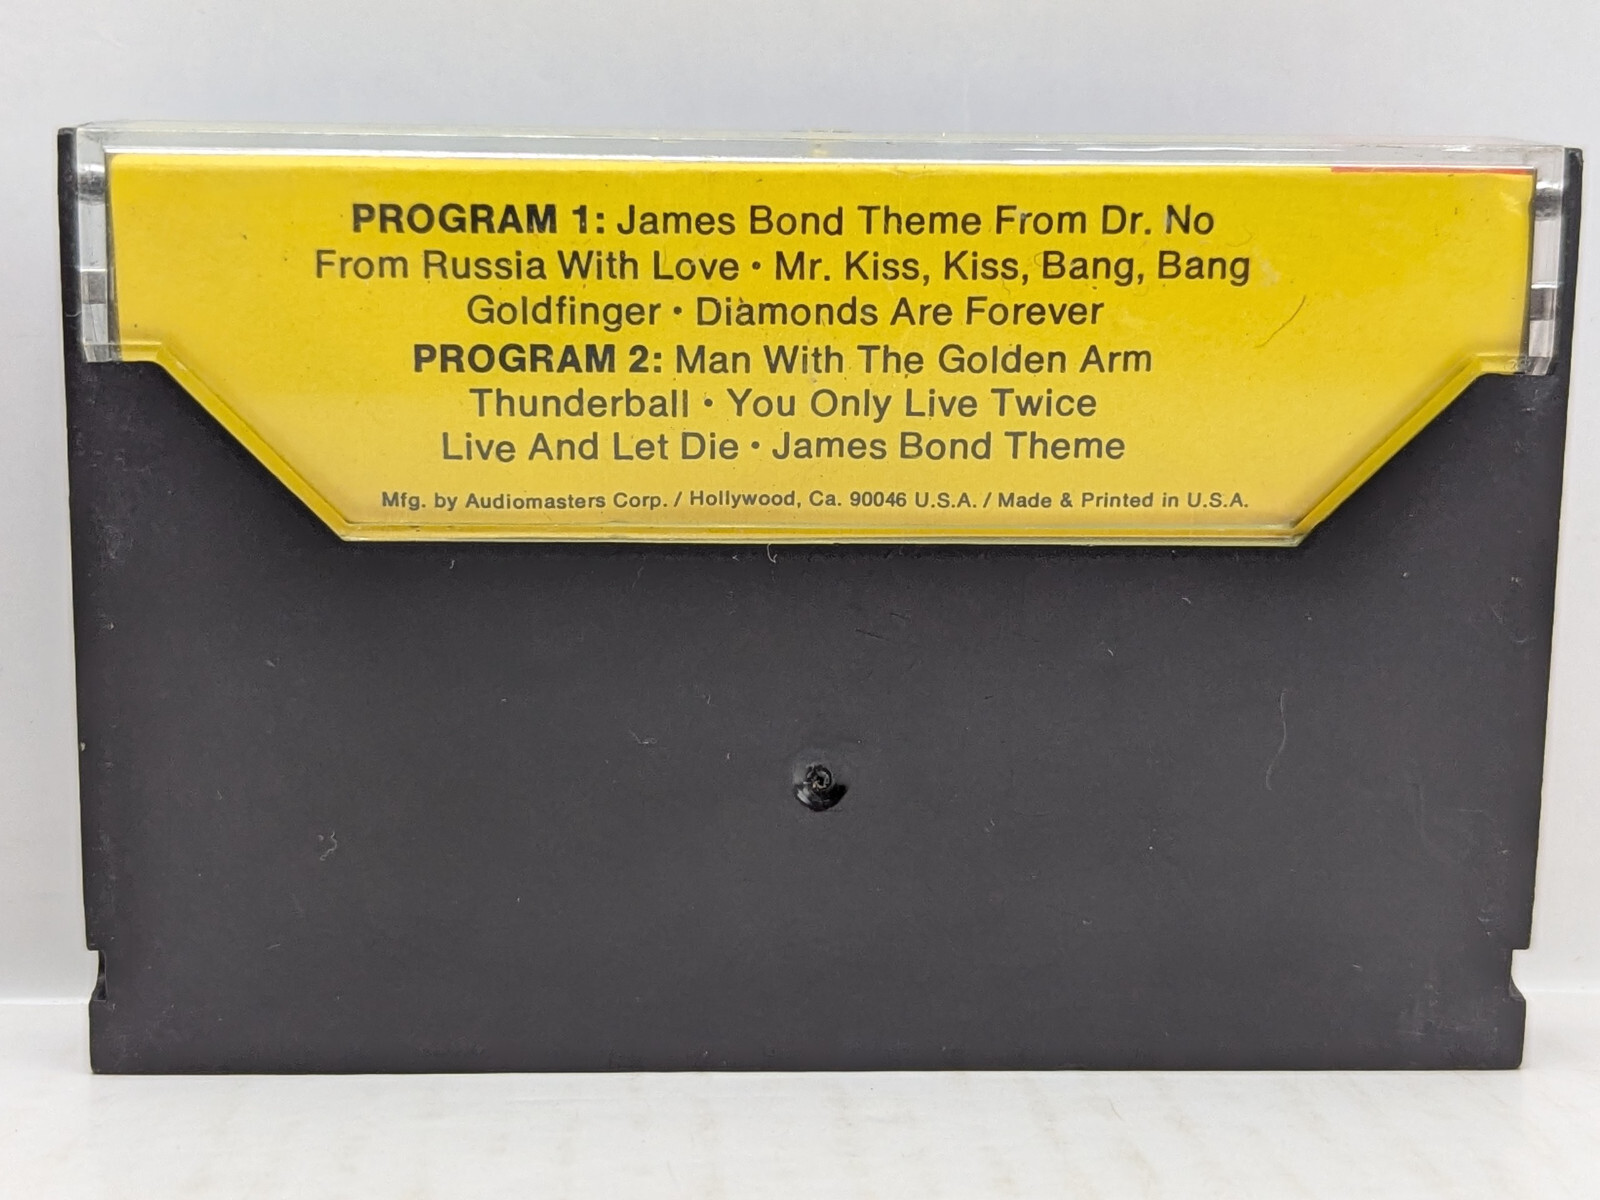 PROGRAM 1: James Bond Theme From Dr. No
From Russia With Love • Mr. Kiss, Kiss, Bang, Bang
Goldfinger • Diamonds Are Forever
PROGRAM 2: Man With The Golden Arm
Thunderball • You Only Live Twice
Live And Let Die • James Bond Theme
Mfg. by Audiomasters Corp. / Hollywood, Ca. 90046 U.S.A. / Made & Printed in U.S.A.